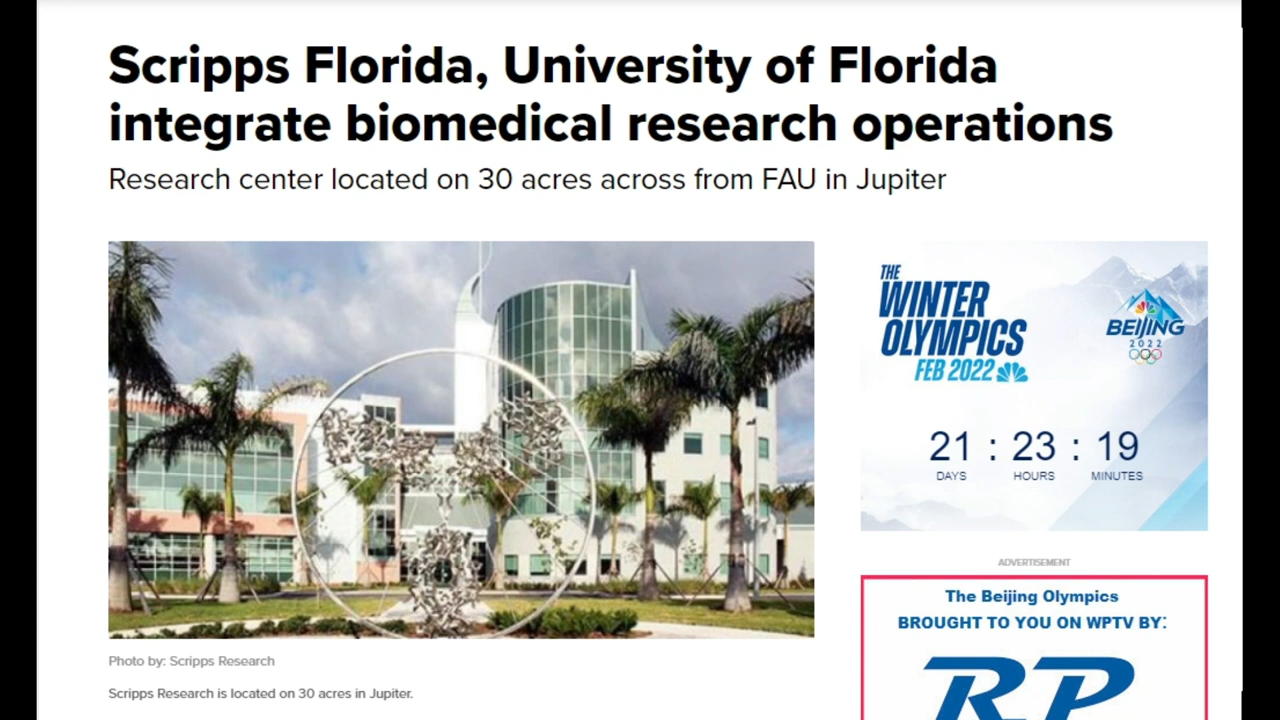 Scripps Florida, University of Florida
integrate biomedical research operations
Research center located on 30 acres across from FAU in Jupiter
THE
WINTER
OLYMPICS
FEB 2022
BEIJING
2022
21 : 23 : 19
DAYS HOURS MINUTES
ADVERTISEMENT
The Beijing Olympics
BROUGHT TO YOU ON WPTV BY:
RP
Photo by: Scripps Research
Scripps Research is located on 30 acres in Jupiter.